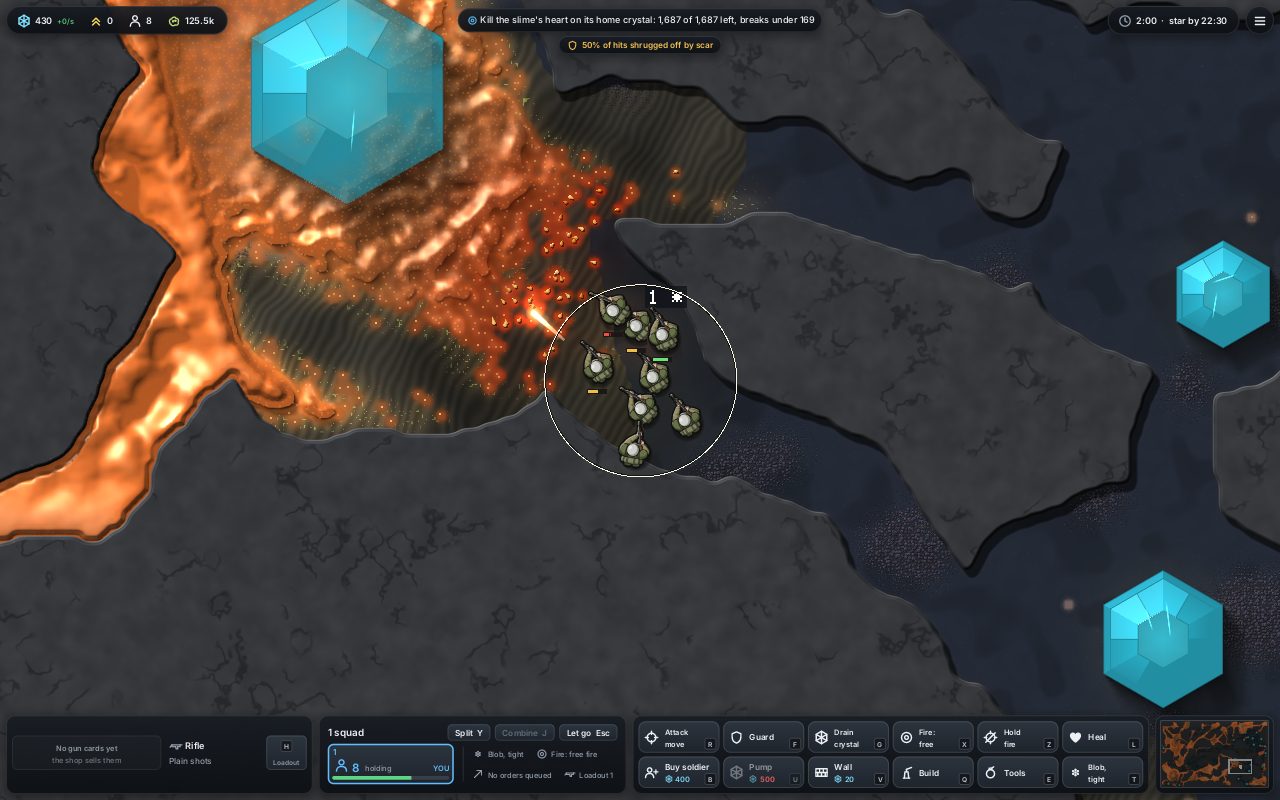 430 +0/s 0 8 125.5k
Kill the slime's heart on its home crystal: 1,687 of 1,687 left, breaks under 169
50% of hits shrugged off by scar
2:00 · star by 22:30
1
No gun cards yet
the shop sells them
Rifle
Plain shots
H
Loadout
1 squad
Split Y
Combine J
Let go Esc
1
8 holding YOU
Blob, tight
Fire: free fire
No orders queued
Loadout 1
Attack move R
Guard F
Drain crystal G
Fire: free X
Hold fire Z
Heal L
Buy soldier 400 B
Pump 500 U
Wall 20 V
Build Q
Tools E
Blob, tight T